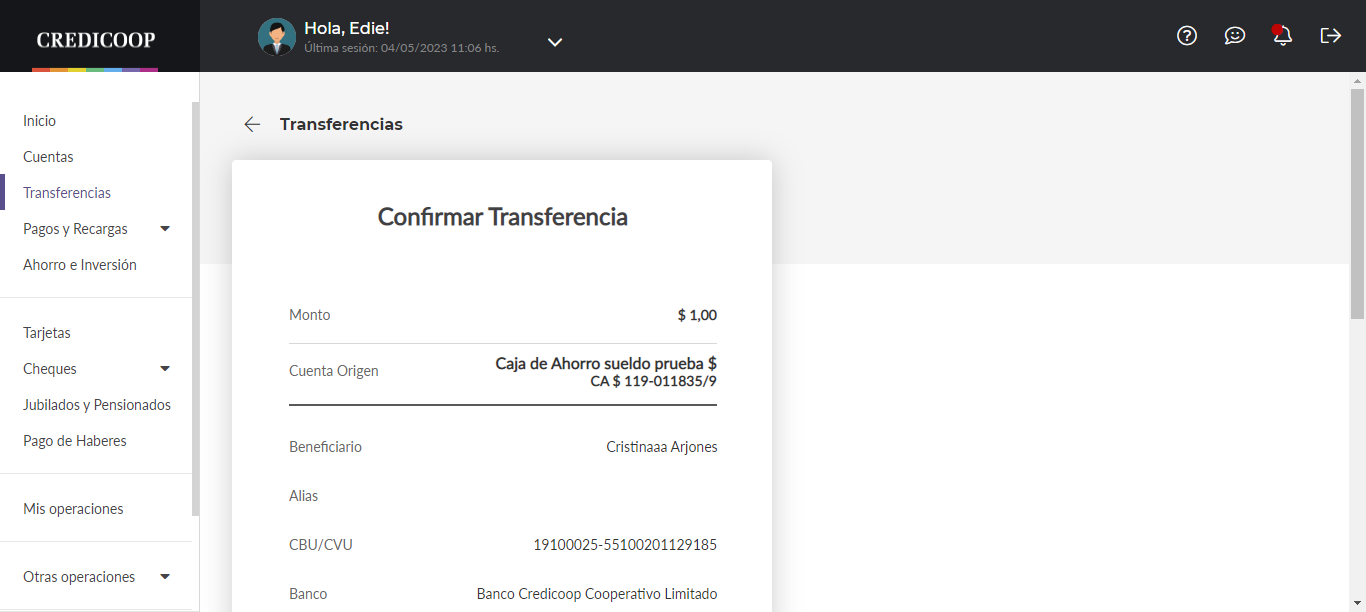 CREDICOOP
Hola, Edie!
Última sesión: 04/05/2023 11:06 hs.
Inicio
Cuentas
Transferencias
Pagos y Recargas
Ahorro e Inversión
Tarjetas
Cheques
Jubilados y Pensionados
Pago de Haberes
Mis operaciones
Otras operaciones
Transferencias
Confirmar Transferencia
Monto $ 1,00
Cuenta Origen Caja de Ahorro sueldo prueba $
CA $ 119-011835/9
Beneficiario Cristinaaa Arjones
Alias
CBU/CVU 19100025-55100201129185
Banco Banco Credicoop Cooperativo Limitado